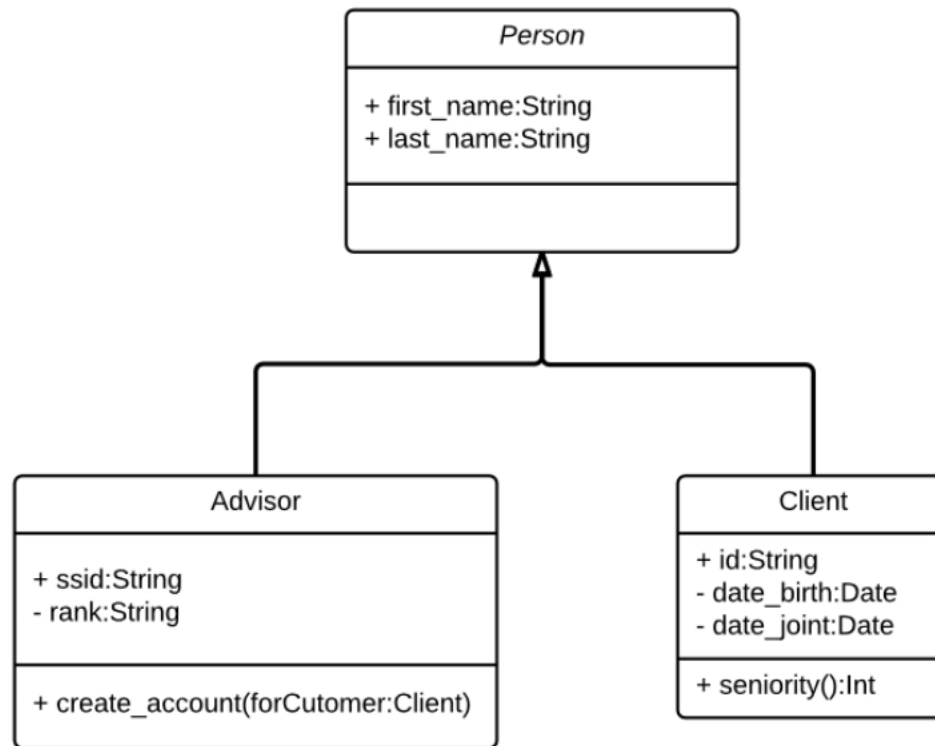 Person
+ first_name:String
+ last_name:String
Advisor
+ ssid:String
- rank:String
+ create_account(forCutomer:Client)
Client
+ id:String
- date_birth:Date
- date_joint:Date
+ seniority():Int